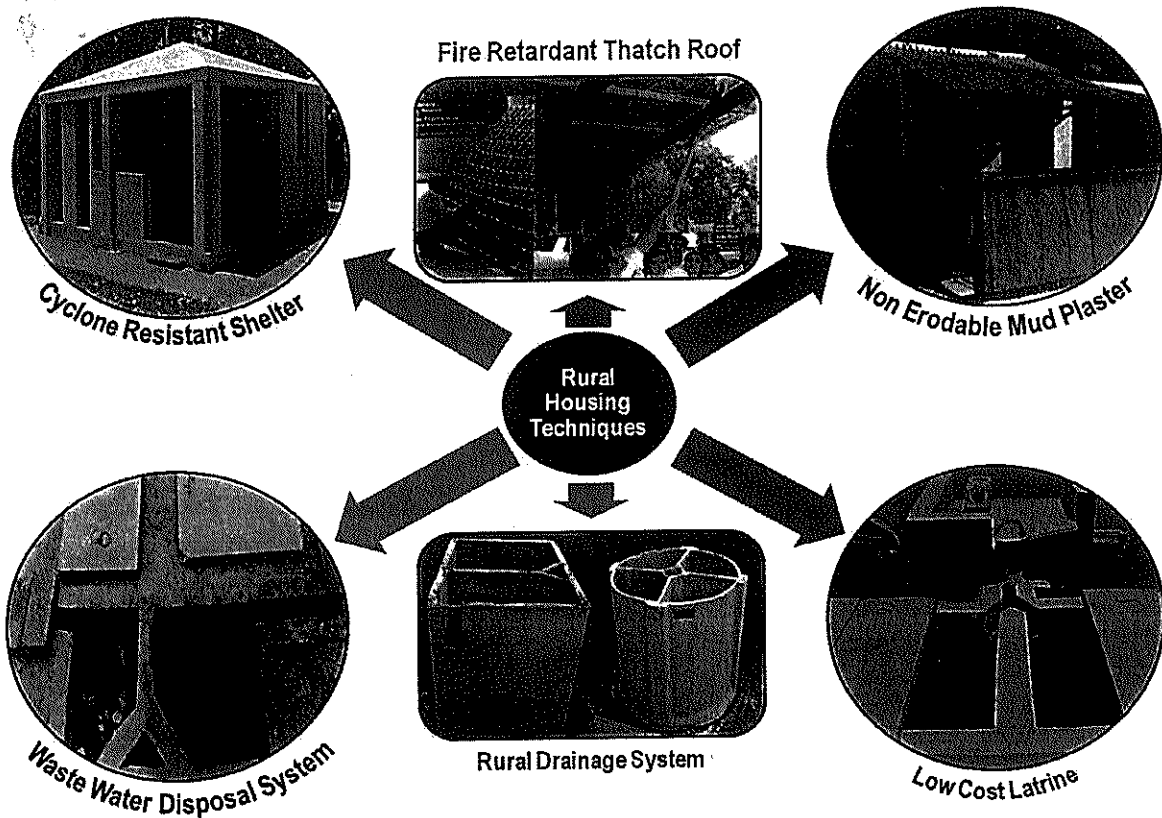 Fire Retardant Thatch Roof
Cyclone Resistant Shelter
Non Erodable Mud Plaster
Rural
Housing
Techniques
Waste Water Disposal System
Rural Drainage System
Low Cost Latrine